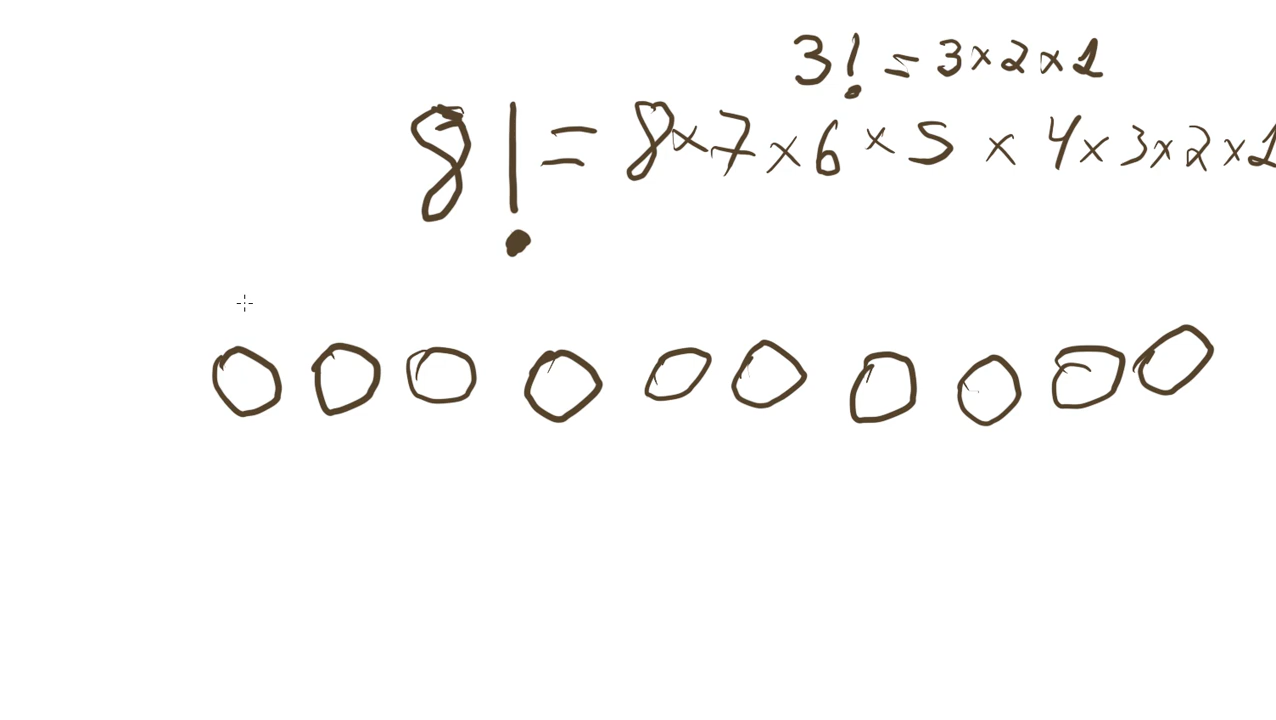 3! = 3 × 2 × 1
8! = 8 × 7 × 6 × 5 × 4 × 3 × 2 × 1